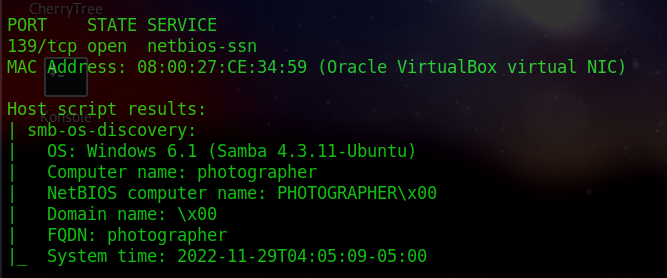 CherryTree
PORT    STATE SERVICE
139/tcp open  netbios-ssn
MAC Address: 08:00:27:CE:34:59 (Oracle VirtualBox virtual NIC)
Host script results:
Konsole
| smb-os-discovery:
|   OS: Windows 6.1 (Samba 4.3.11-Ubuntu)
|   Computer name: photographer
|   NetBIOS computer name: PHOTOGRAPHER\x00
|   Domain name: \x00
|   FQDN: photographer
|_  System time: 2022-11-29T04:05:09-05:00